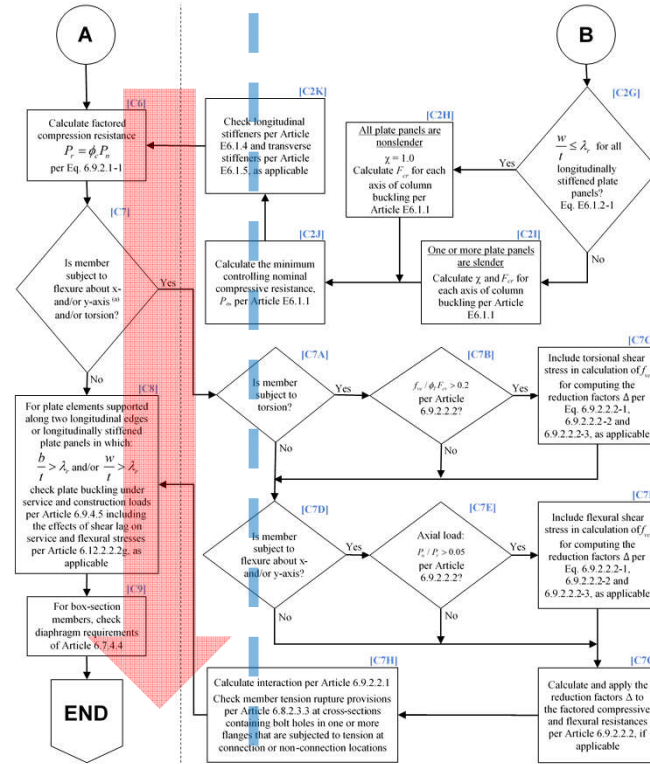 A
[C6]
Calculate factored
compression resistance
P_r = ϕ_c P_n
per Eq. 6.9.2.1-1
[C7]
Is member
subject to
flexure about x-
and/or y-axis (a)
and/or torsion?
Yes
No
[C8]
For plate elements supported
along two longitudinal edges
or longitudinally stiffened
plate panels in which:
b/t > λ_r and/or w/t > λ_r
check plate buckling under
service and construction loads
per Article 6.9.4.5 including
the effects of shear lag on
service and flexural stresses
per Article 6.12.2.2.2g, as
applicable
[C9]
For box-section
members, check
diaphragm requirements
of Article 6.7.4.4
END
B
[C2G]
w/t ≤ λ_r for all
longitudinally
stiffened plate
panels?
Eq. E6.1.2-1
Yes
No
[C2H]
All plate panels are
nonslender
χ = 1.0
Calculate F_cr for each
axis of column
buckling per
Article E6.1.1
[C2I]
One or more plate panels
are slender
Calculate χ and F_cr for
each axis of column
buckling per Article
E6.1.1
[C2K]
Check longitudinal
stiffeners per Article
E6.1.4 and transverse
stiffeners per Article
E6.1.5, as applicable
[C2J]
Calculate the minimum
controlling nominal
compressive resistance,
per Article E6.1.1
[C7A]
Is member
subject to
torsion?
Yes
No
[C7B]
> 0.2
per Article
6.9.2.2.2?
Yes
No
[C7C
Include torsional shear
stress in calculation of f_ve
for computing the
reduction factors Δ per
Eq. 6.9.2.2.2-1,
6.9.2.2.2-2 and
6.9.2.2.2-3, as applicable
[C7D]
Is member
subject to
flexure about x-
and/or y-axis?
Yes
No
[C7E]
Axial load:
P_u / P_r > 0.05
per Article
6.9.2.2.2?
Yes
No
[C7
Include flexural shear
stress in calculation of f_ve
for computing the
reduction factors Δ per
Eq. 6.9.2.2.2-1,
6.9.2.2.2-2 and
6.9.2.2.2-3, as applicable
[C7G
Calculate and apply the
reduction factors Δ to
the factored compressive
and flexural resistances
per Article 6.9.2.2.2, if
applicable
[C7H]
Calculate interaction per Article 6.9.2.2.1
Check member tension rupture provisions
per Article 6.8.2.3.3 at cross-sections
containing bolt holes in one or more
flanges that are subjected to tension at
connection or non-connection locations